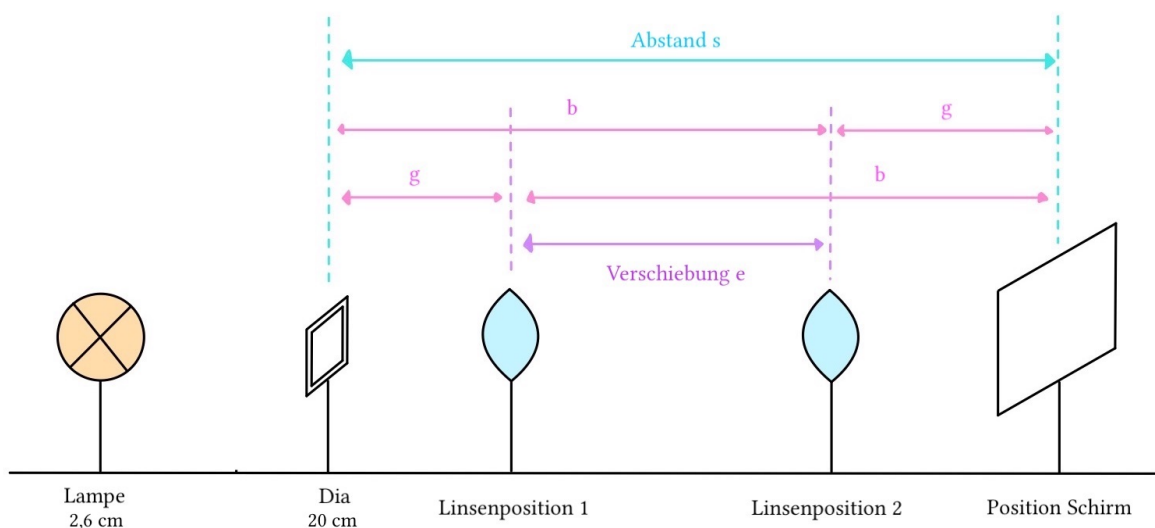 Abstand s
b
g
g
b
Verschiebung e
Lampe
2,6 cm
Dia
20 cm
Linsenposition 1
Linsenposition 2
Position Schirm